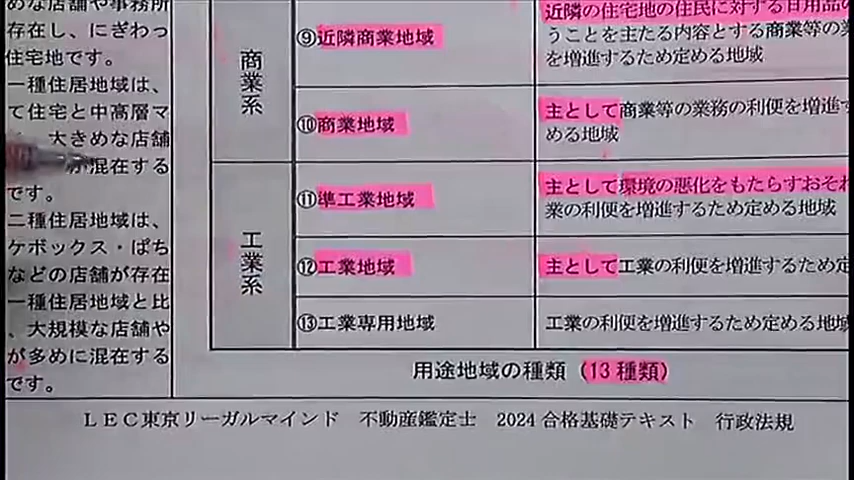 めな店舗や事務所
存在し、にぎわっ
住宅地です。
一種住居地域は、
て住宅と中高層マ
大きめな店舗
が混在する
です。
二種住居地域は、
ケボックス・ぱち
などの店舗が存在
一種住居地域と比
、大規模な店舗や
が多めに混在する
です。
商業系
⑨近隣商業地域
近隣の住宅地の住民に対する日用品の
うことを主たる内容とする商業等の業
を増進するため定める地域
⑩商業地域
主として商業等の業務の利便を増進す
める地域
工業系
⑪準工業地域
主として環境の悪化をもたらすおそれ
業の利便を増進するため定める地域
⑫工業地域
主として工業の利便を増進するため定
⑬工業専用地域
工業の利便を増進するため定める地域
用途地域の種類（13種類）
LEC東京リーガルマインド 不動産鑑定士 2024合格基礎テキスト 行政法規